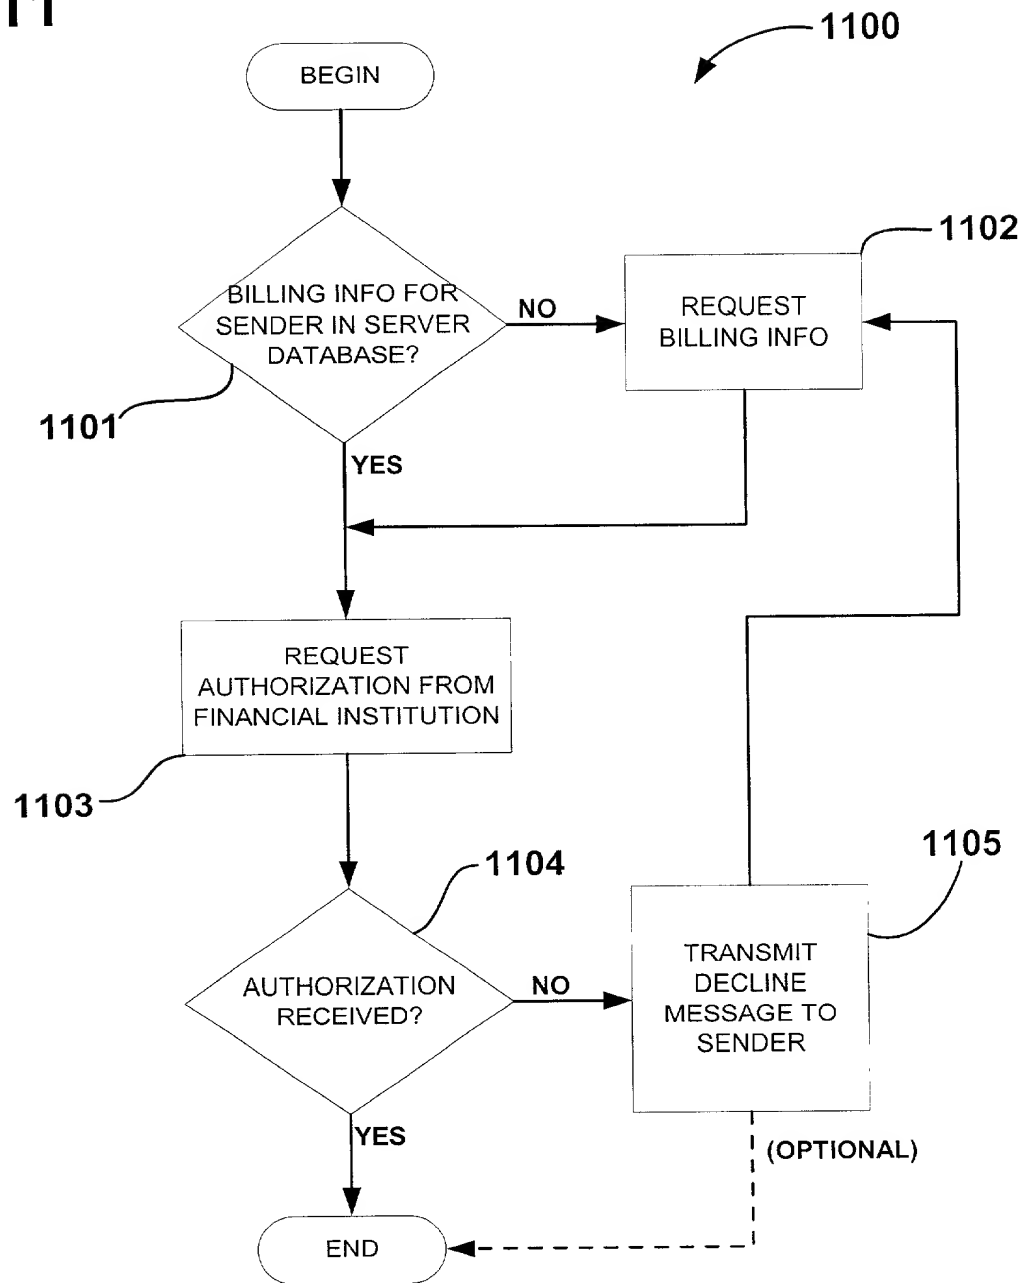 11
1100
BEGIN
1102
BILLING INFO FOR
SENDER IN SERVER
DATABASE?
NO
REQUEST
BILLING INFO
1101
YES
REQUEST
AUTHORIZATION FROM
FINANCIAL INSTITUTION
1103
1104
1105
AUTHORIZATION
RECEIVED?
NO
TRANSMIT
DECLINE
MESSAGE TO
SENDER
YES
(OPTIONAL)
END